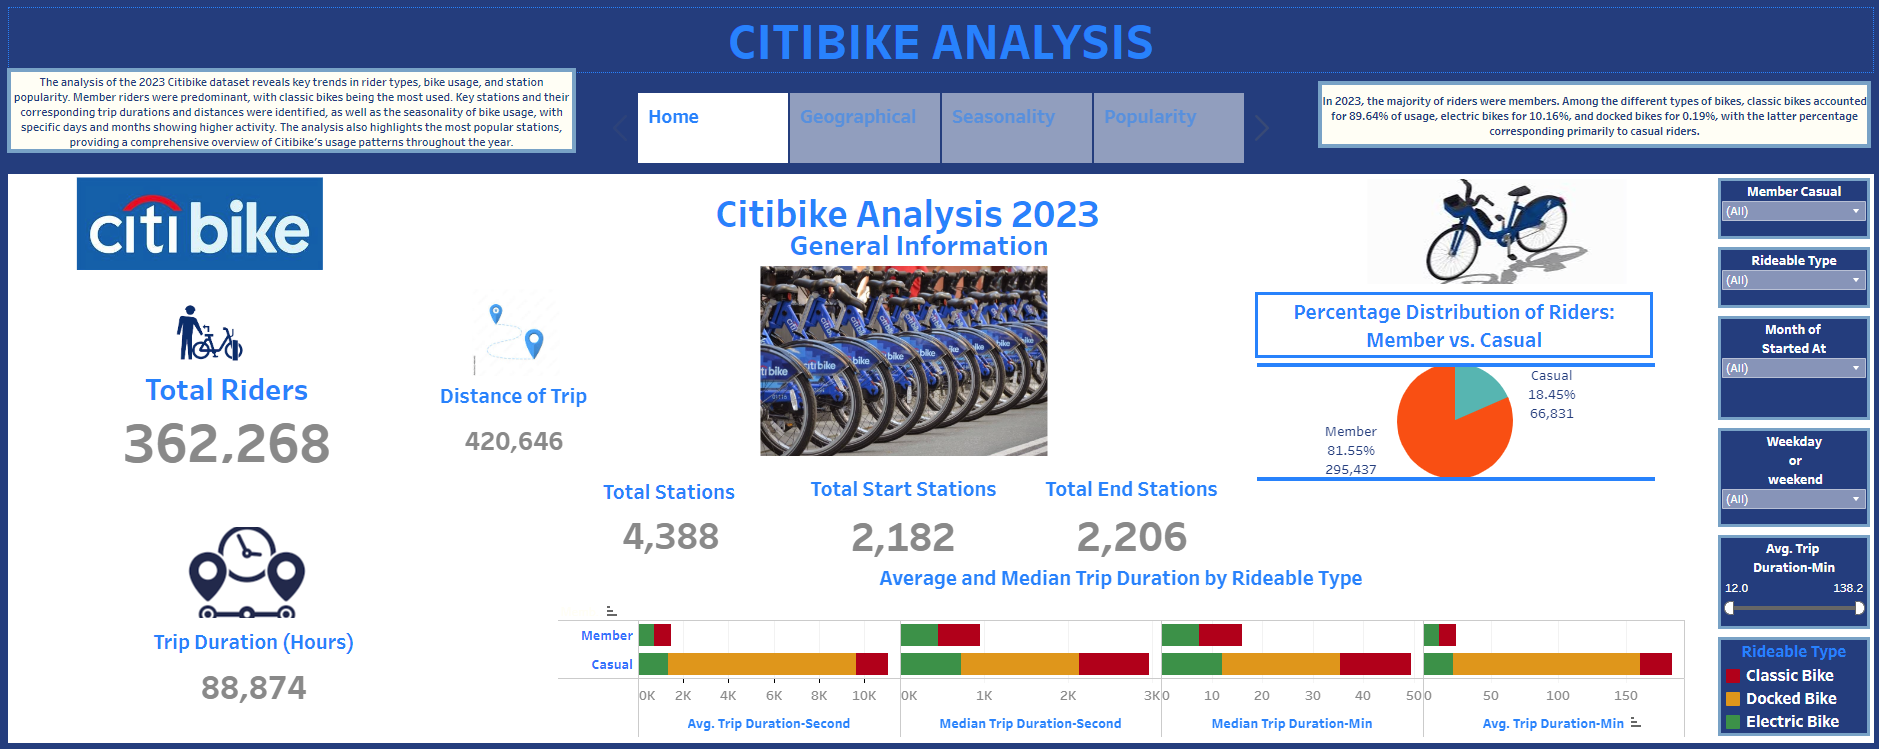 CITIBIKE ANALYSIS
The analysis of the 2023 Citibike dataset reveals key trends in rider types, bike usage, and station
popularity. Member riders were predominant, with classic bikes being the most used. Key stations and their
corresponding trip durations and distances were identified, as well as the seasonality of bike usage, with
specific days and months showing higher activity. The analysis also highlights the most popular stations,
providing a comprehensive overview of Citibike's usage patterns throughout the year.
Home
Geographical
Seasonality
Popularity
In 2023, the majority of riders were members. Among the different types of bikes, classic bikes accounted
for 89.64% of usage, electric bikes for 10.16%, and docked bikes for 0.19%, with the latter percentage
corresponding primarily to casual riders.
citi bike
Citibike Analysis 2023
General Information
Total Riders
362,268
Distance of Trip
420,646
Trip Duration (Hours)
88,874
citi bike
bike
bike
bike
bike
Total Stations
4,388
Total Start Stations
2,182
Total End Stations
2,206
Percentage Distribution of Riders:
Member vs. Casual
Casual
18.45%
66,831
Member
81.55%
295,437
Average and Median Trip Duration by Rideable Type
Member
Casual
0K 2K 4K 6K 8K 10K
Avg. Trip Duration-Second
0K 1K 2K 3K
Median Trip Duration-Second
0 10 20 30 40 50
Median Trip Duration-Min
0 50 100 150
Avg. Trip Duration-Min
Member Casual
(All)
Rideable Type
(All)
Month of
Started At
(All)
Weekday
or
weekend
(All)
Avg. Trip
Duration-Min
12.0 138.2
Rideable Type
Classic Bike
Docked Bike
Electric Bike